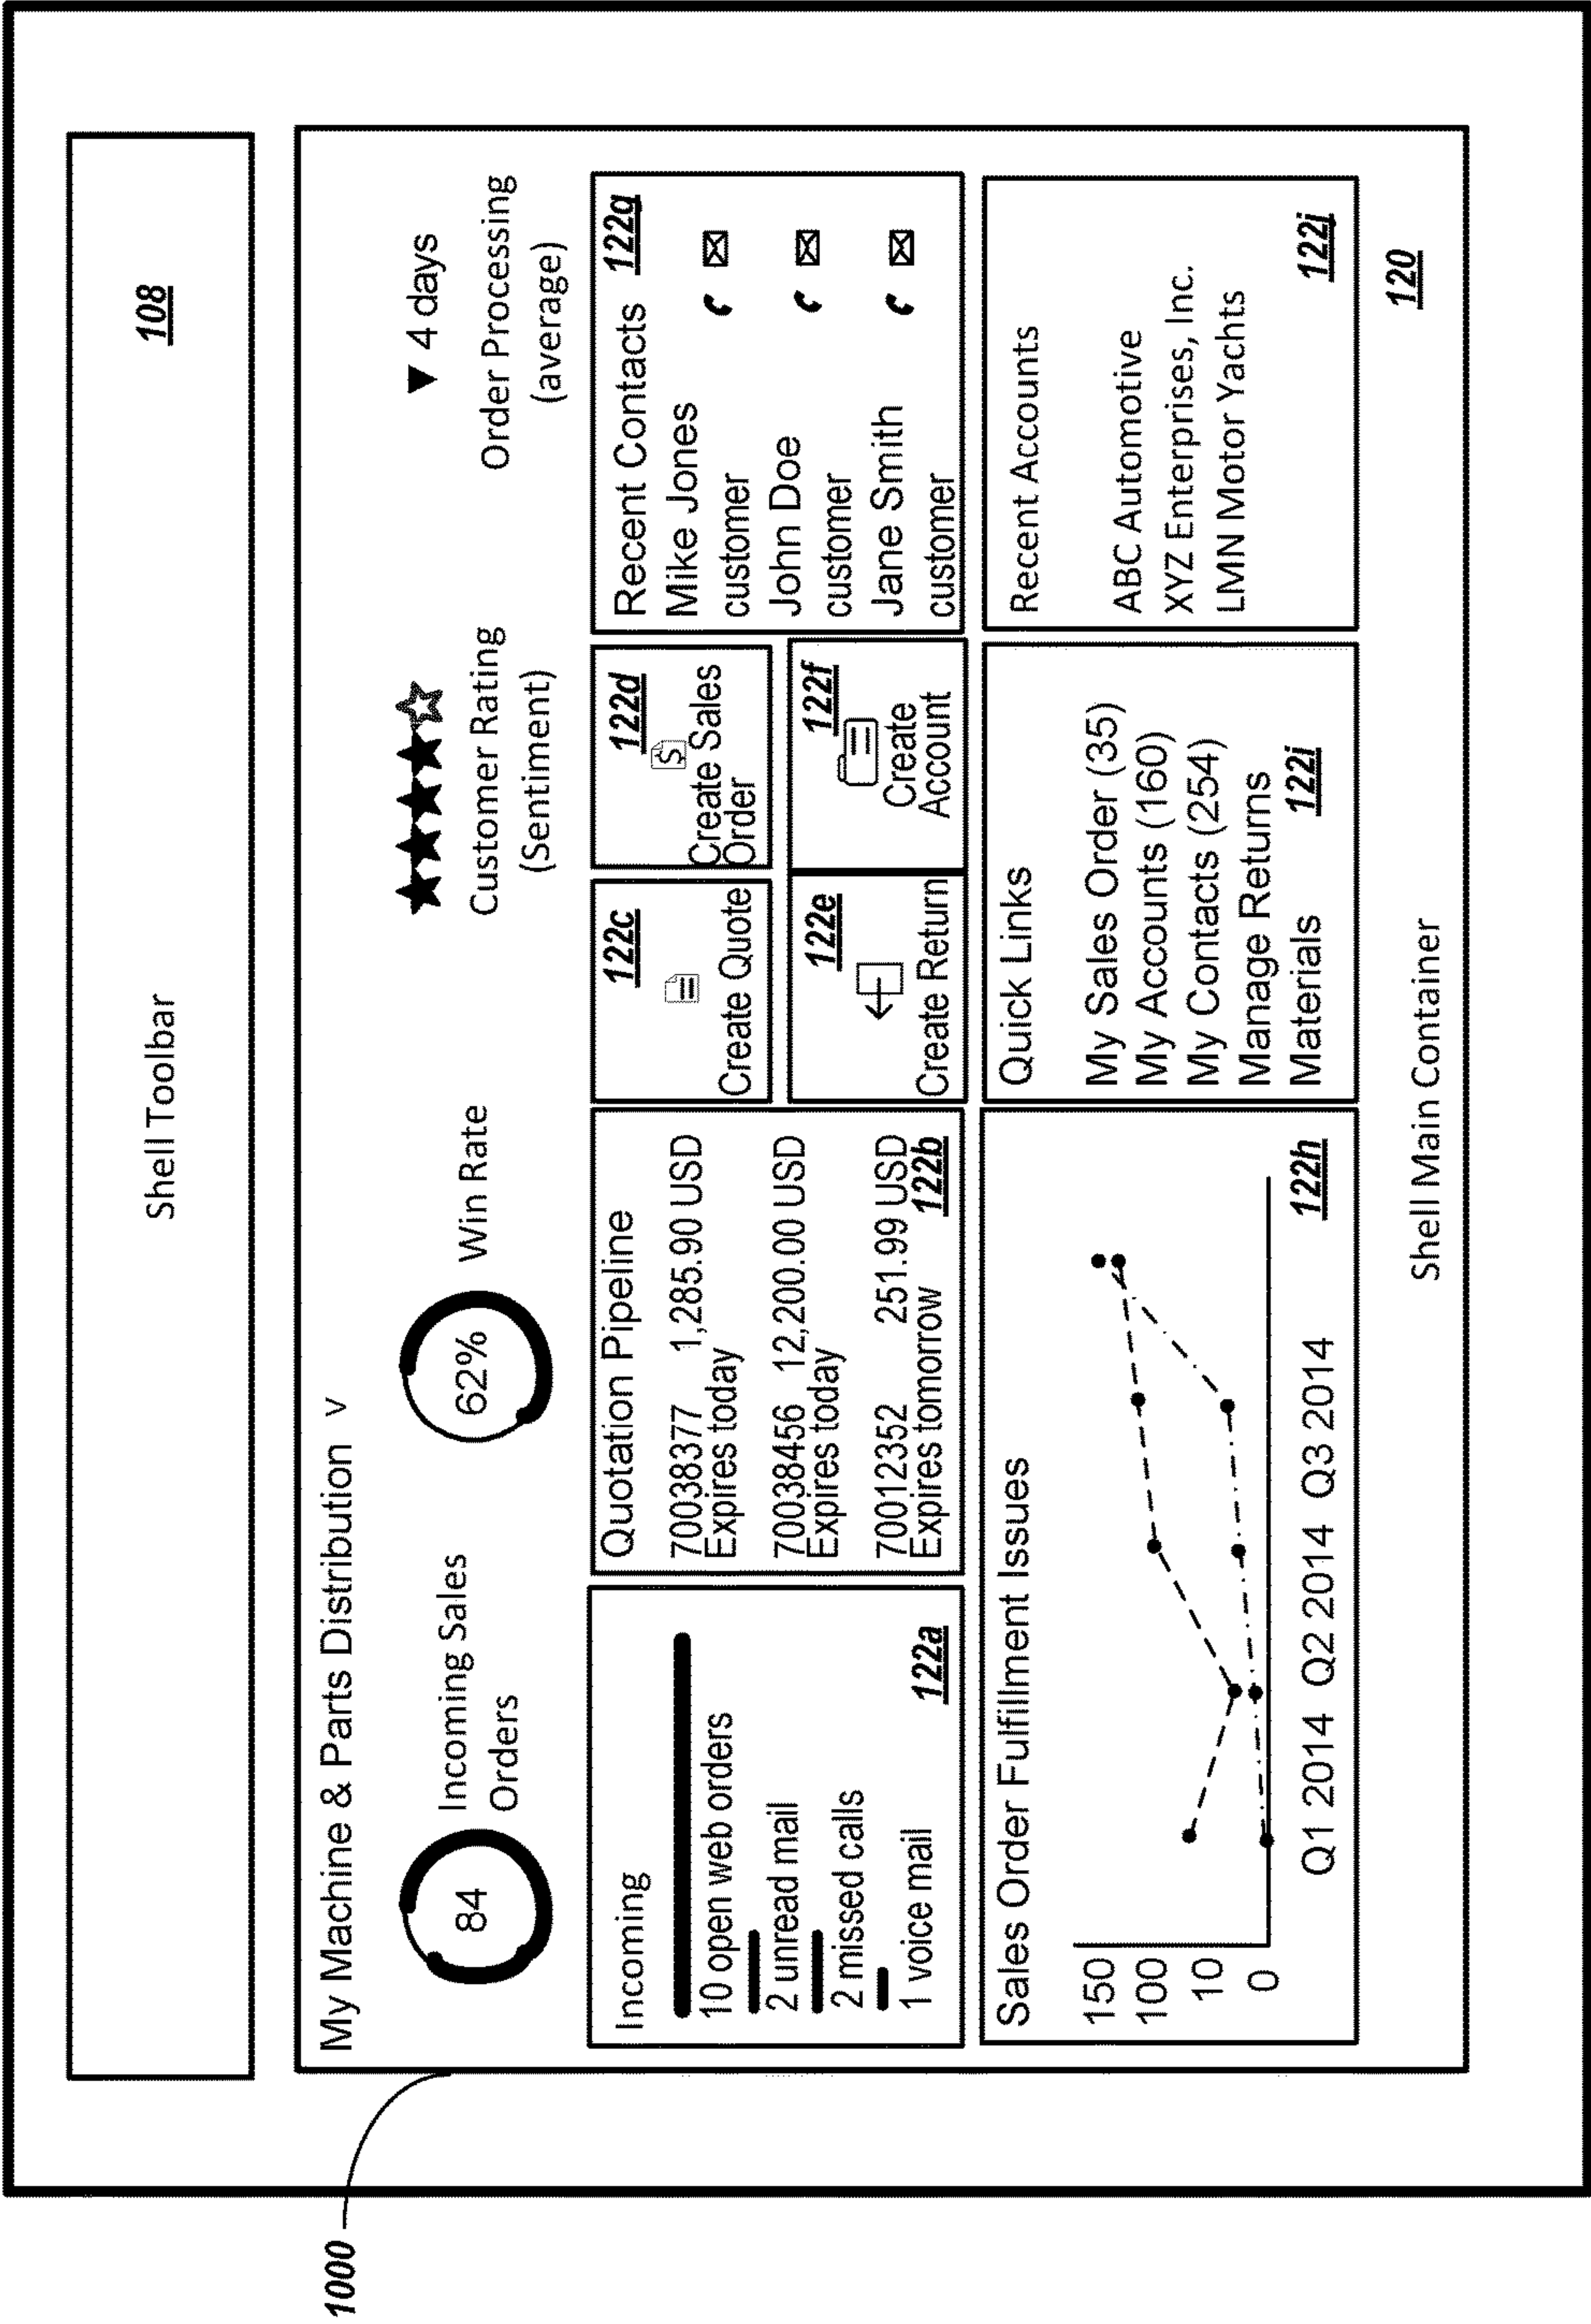 108
Shell Toolbar
My Machine & Parts Distribution v
84
Incoming Sales
Orders
62%
Win Rate
Customer Rating
(Sentiment)
▼ 4 days
Order Processing
(average)
Incoming
10 open web orders
2 unread mail
2 missed calls
1 voice mail
122a
Quotation Pipeline
70038377 1,285.90 USD
Expires today
70038456 12,200.00 USD
Expires today
70012352 251.99 USD
Expires tomorrow 122b
122c
Create Quote
122d
$
Create Sales
Order
122e
Create Return
122f
Create
Account
Recent Contacts 122g
Mike Jones
customer
John Doe
customer
Jane Smith
customer
Sales Order Fulfillment Issues
150
100
10
0
Q1 2014 Q2 2014 Q3 2014
122h
Quick Links
My Sales Order (35)
My Accounts (160)
My Contacts (254)
Manage Returns
Materials 122i
Recent Accounts
ABC Automotive
XYZ Enterprises, Inc.
LMN Motor Yachts
122j
Shell Main Container
120
1000